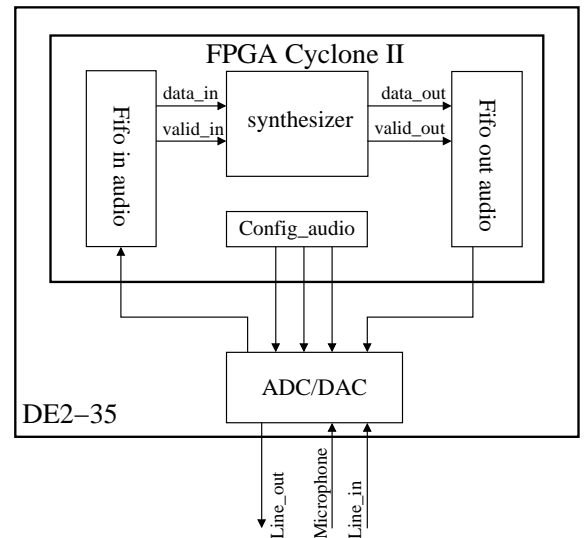 FPGA Cyclone II
Fifo in audio
data_in
valid_in
synthesizer
data_out
valid_out
Fifo out audio
Config_audio
ADC/DAC
DE2−35
Line_out
Microphone
Line_in